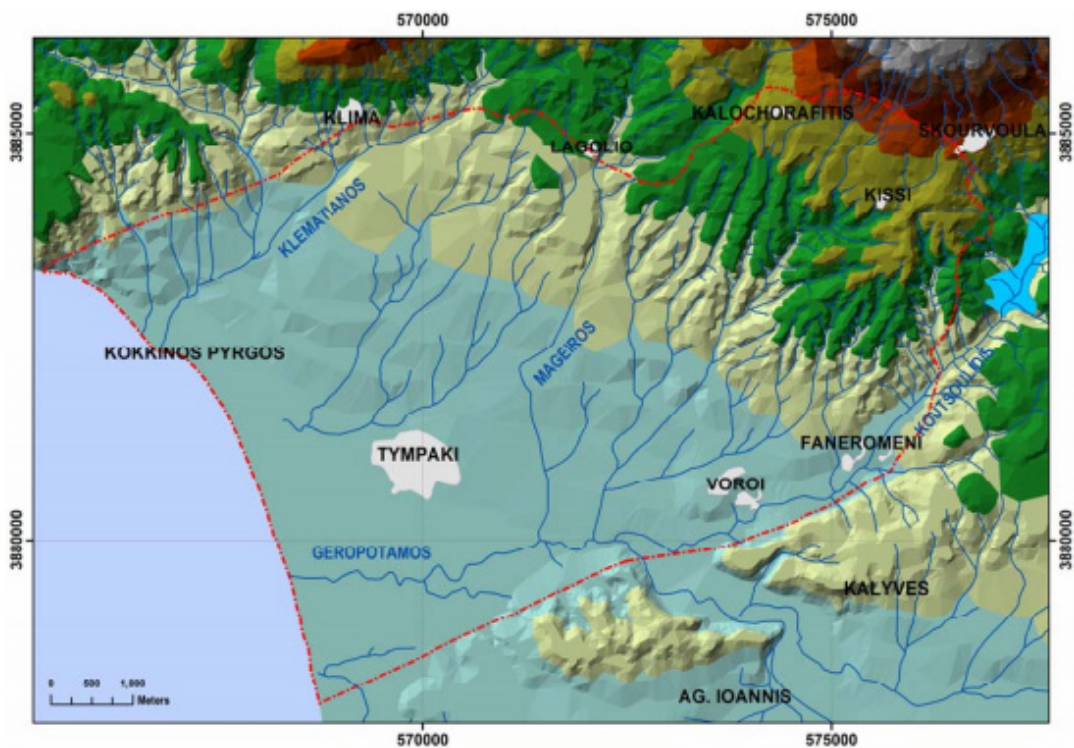 570000
575000
3885000
3885000
KLIMA
KALOCHORAFITIS
SKOURVOULA
LAGOLIO
KISSI
KLEMATIANOS
KOKKINOS PYRGOS
MAGEIROS
KOUTSOULIDIS
TYMPAKI
FANEROMENI
VOROI
3880000
3880000
GEROPOTAMOS
KALYVES
AG. IOANNIS
0 500 1,000
Meters
570000
575000